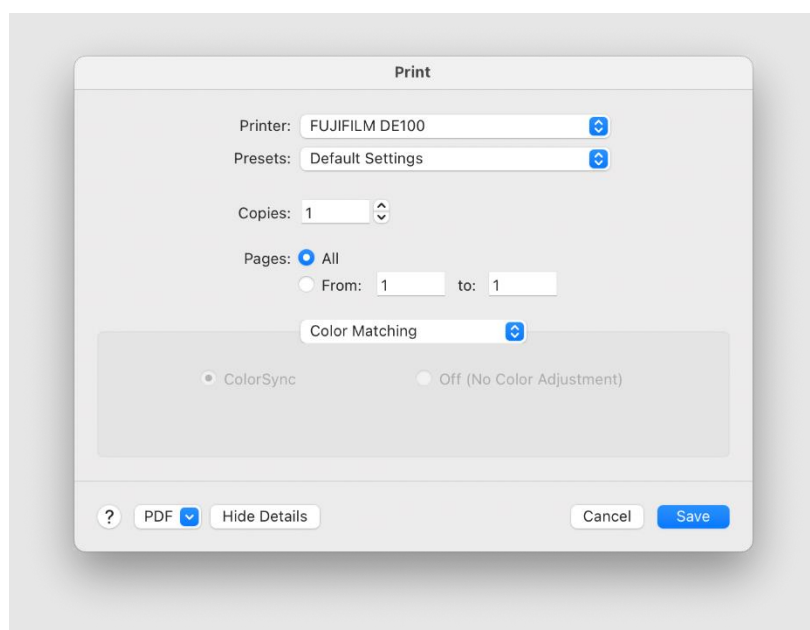 Print
Printer: FUJIFILM DE100
Presets: Default Settings
Copies: 1
Pages: All
From: 1 to: 1
Color Matching
ColorSync Off (No Color Adjustment)
? PDF Hide Details Cancel Save